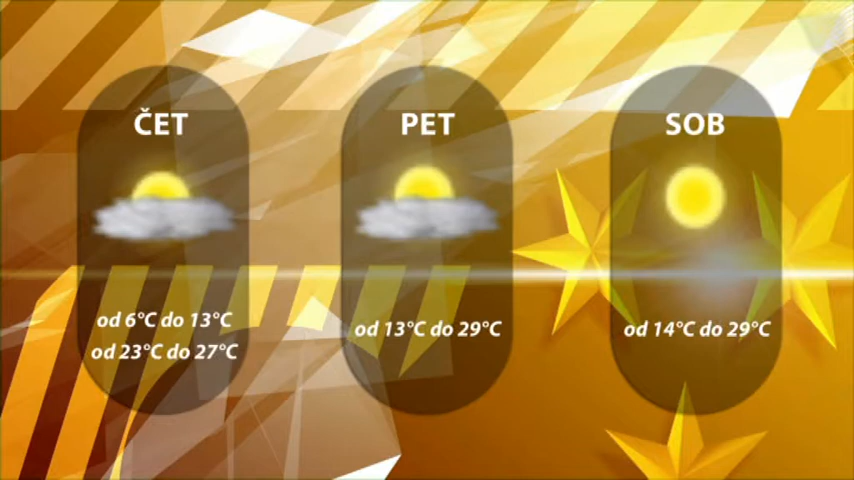 ČET
od 6°C do 13°C
od 23°C do 27°C
PET
od 13°C do 29°C
SOB
od 14°C do 29°C